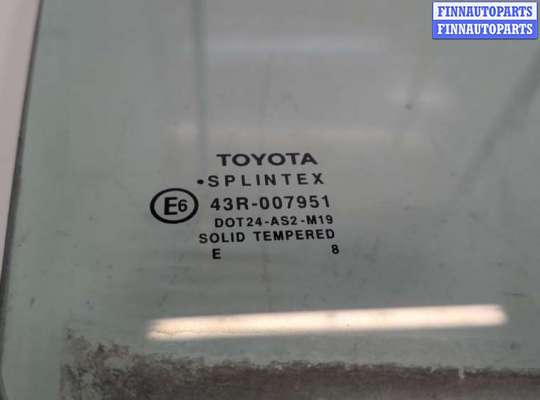 FINNAUTOPARTS
FINNAUTOPARTS
TOYOTA
•SPLINTEX
E6 43R-007951
DOT24-AS2-M19
SOLID TEMPERED
E 8